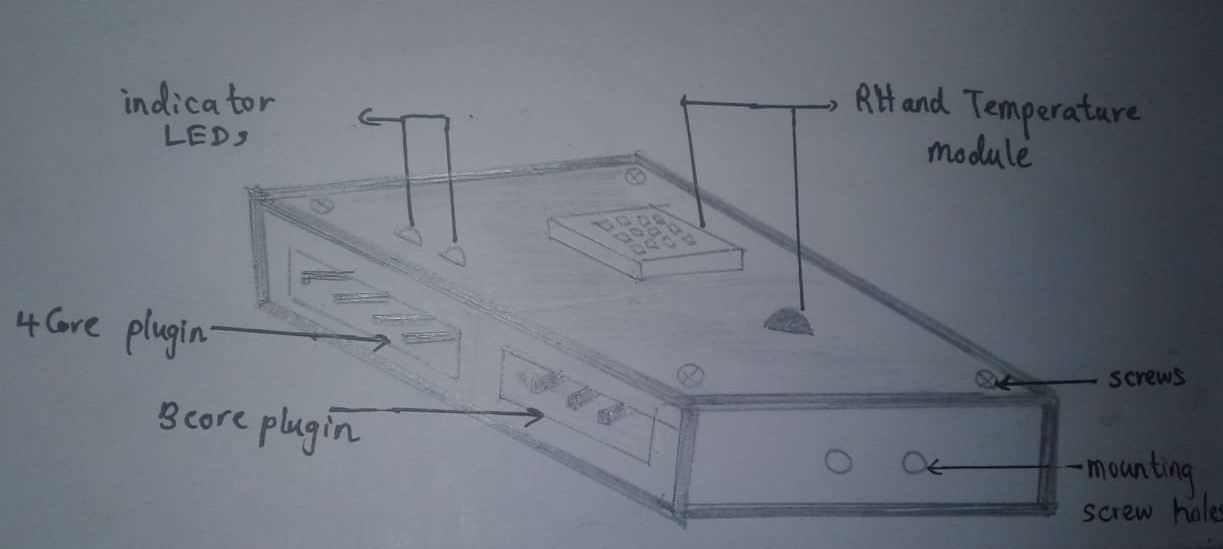 indicator
LEDs
RH and Temperature
module
4 Core plugin
3 core plugin
screws
mounting
screw holes